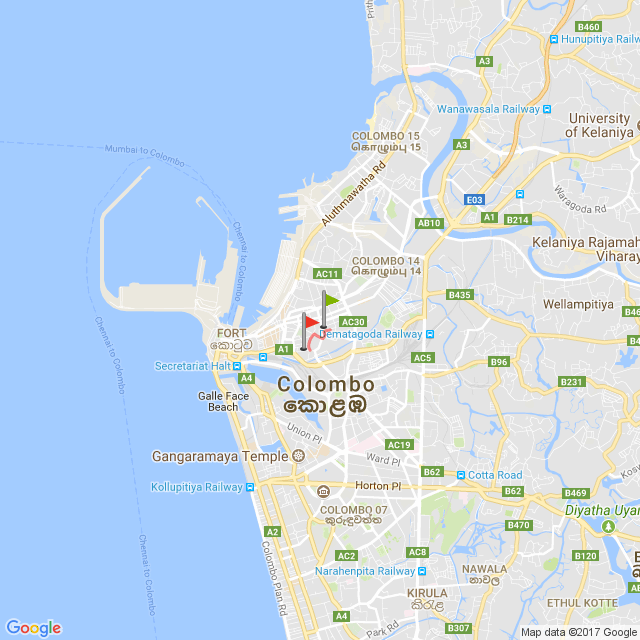 B460
Hunupitiya Railw
A3
Wanawasala Railway
University
of Kelaniya
COLOMBO 15
கொழும்பு 15
A3
Mumbai to Colombo
Aluthmawatha Rd
Waragoda Rd
E03
A1
B214
AB10
Chennai to Colombo
Kelaniya Rajamah
Viharay
COLOMBO 14
கொழும்பு 14
AC11
B435
Wellampitiya
AC30
FORT
කොටුව
Dematagoda Railway
A1
AC5
B96
Secretariat Halt
A4
Colombo
කොළඹ
B231
Galle Face
Beach
Chennai to Colombo
Union Pl
AC19
Gangaramaya Temple
Ward Pl
B62
Cotta Road
Kollupitiya Railway
Horton Pl
B62
B469
COLOMBO 07
කුරුඳුවත්ත
Diyatha Uyan
B470
A2
Chennai to Colombo
Colombo Plan Rd
AC2
AC8
B120
Narahenpita Railway
NAWALA
නාවල
KIRULA
කිරුළ
ETHUL KOTTE
A4
Park Rd
B307
Google
Map data ©2017 Google